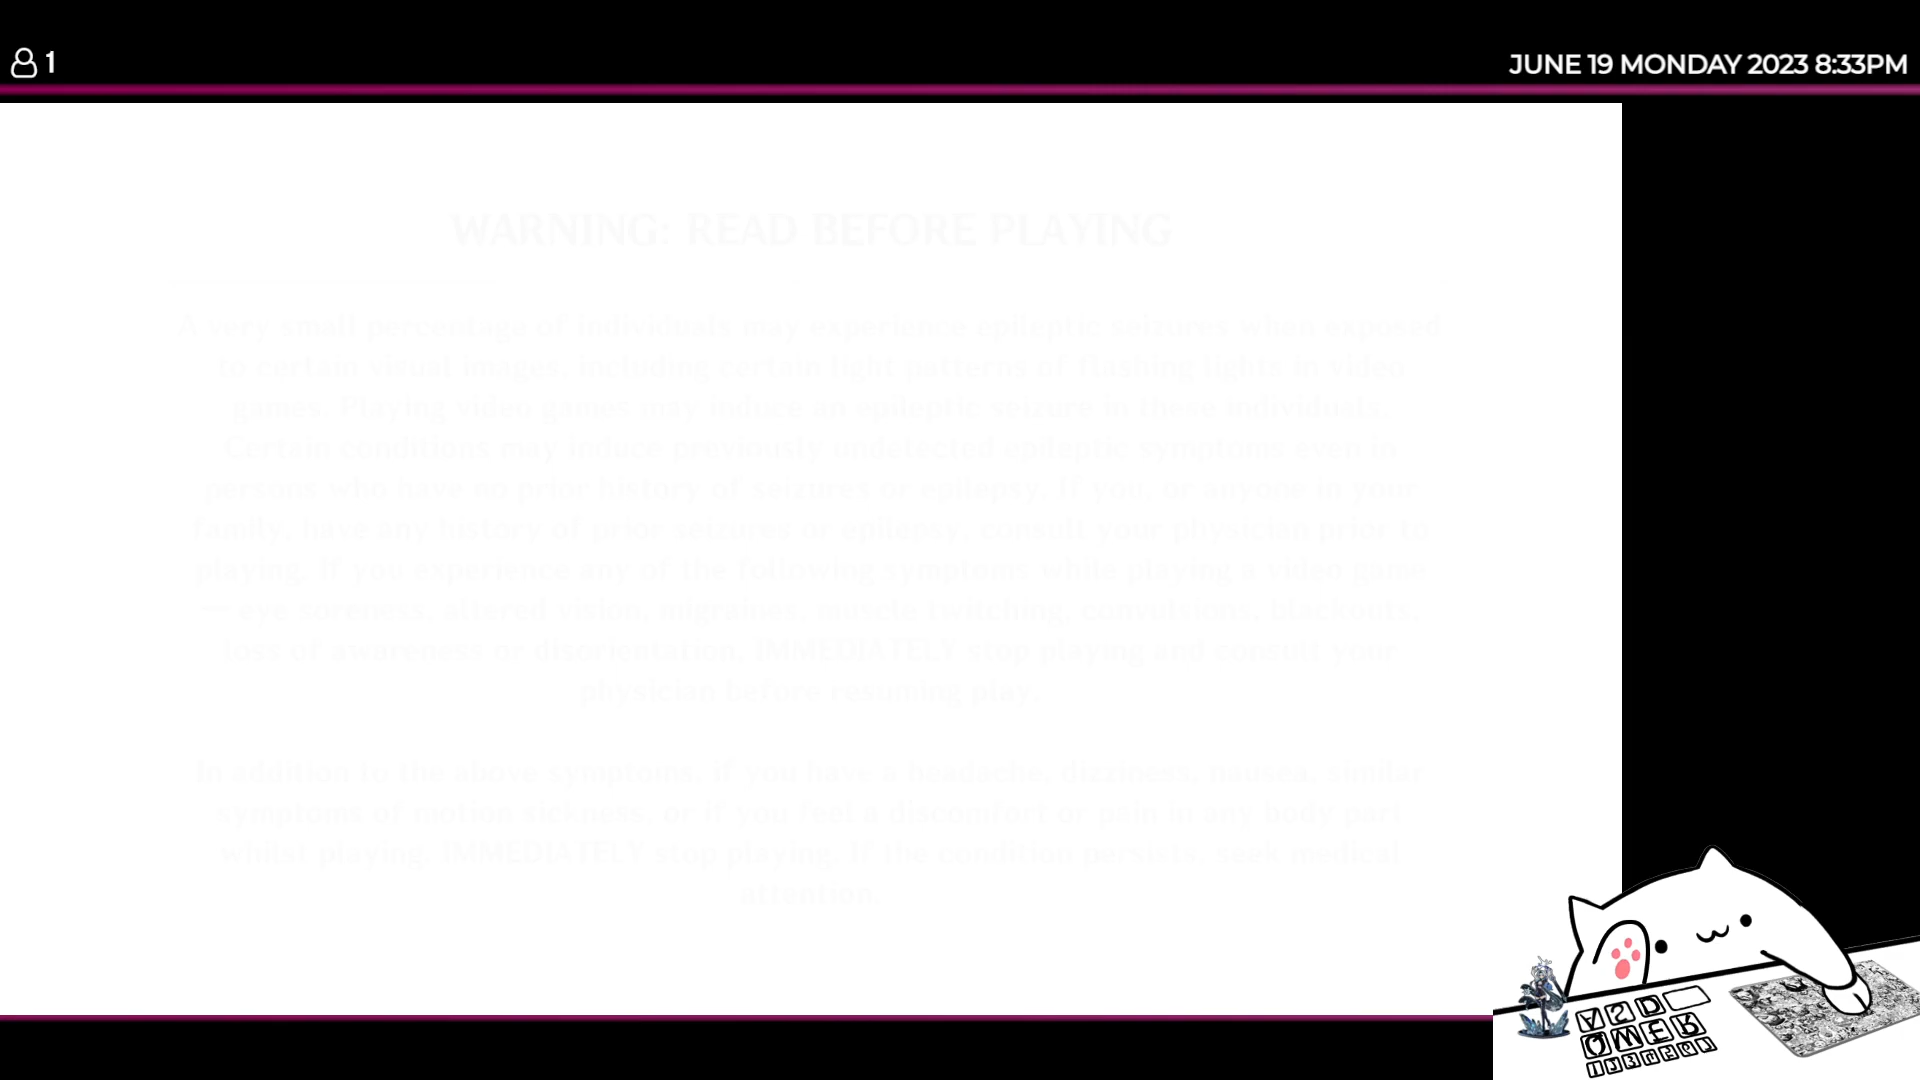 1
JUNE 19 MONDAY 2023 8:33PM
WARNING: READ BEFORE PLAYING
A very small percentage of individuals may experience epileptic seizures when exposed
to certain visual images, including certain light patterns of flashing lights in video
games. Playing video games may induce an epileptic seizure in these individuals.
Certain conditions may induce previously undetected epileptic symptoms even in
persons who have no prior history of seizures or epilepsy. If you, or anyone in your
family, have any history of prior seizures or epilepsy, consult your physician prior to
playing. If you experience any of the following symptoms while playing a video game
—eye soreness, altered vision, migraines, muscle twitching, convulsions, blackouts,
loss of awareness or disorientation, IMMEDIATELY stop playing and consult your
physician before resuming play.
In addition to the above symptoms, if you have a headache, dizziness, nausea, similar
symptoms of motion sickness, or if you feel a discomfort or pain in any body part
whilst playing, IMMEDIATELY stop playing. If the condition persists, seek medical
attention.
A S D
Q W E R